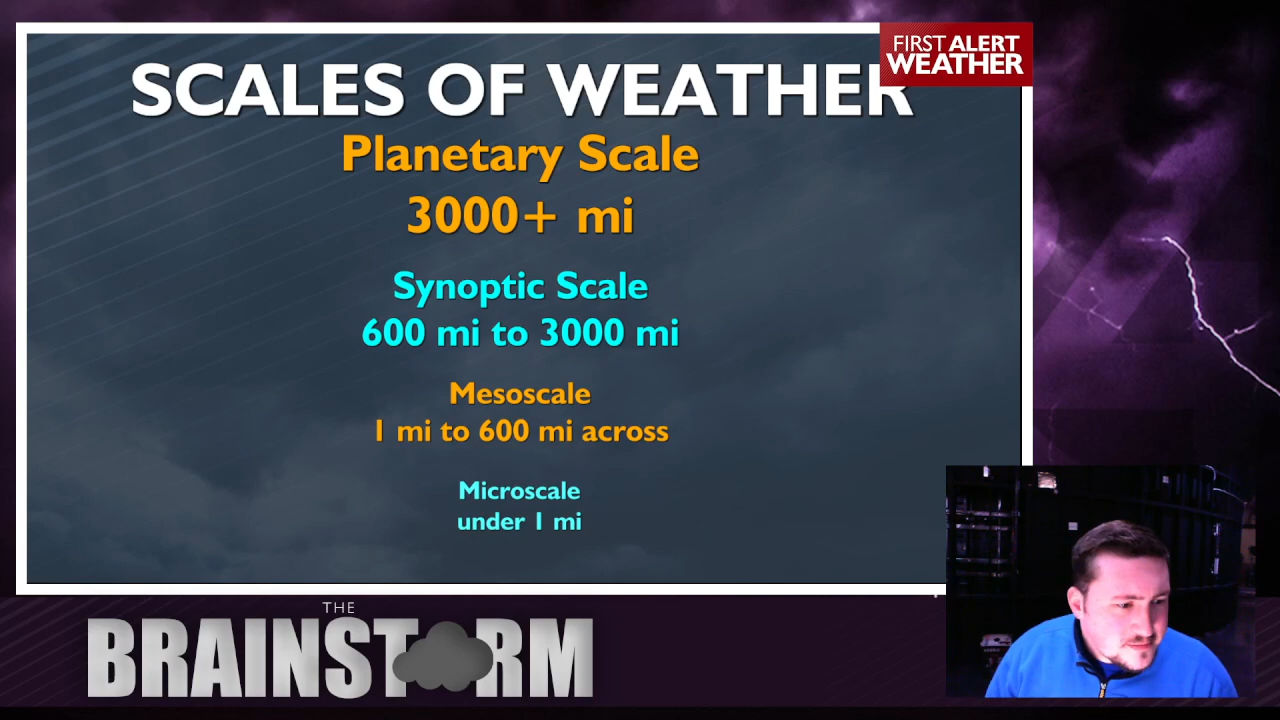 FIRST ALERT
WEATHER
SCALES OF WEATHER
Planetary Scale
3000+ mi
Synoptic Scale
600 mi to 3000 mi
Mesoscale
1 mi to 600 mi across
Microscale
under 1 mi
THE
BRAINSTORM